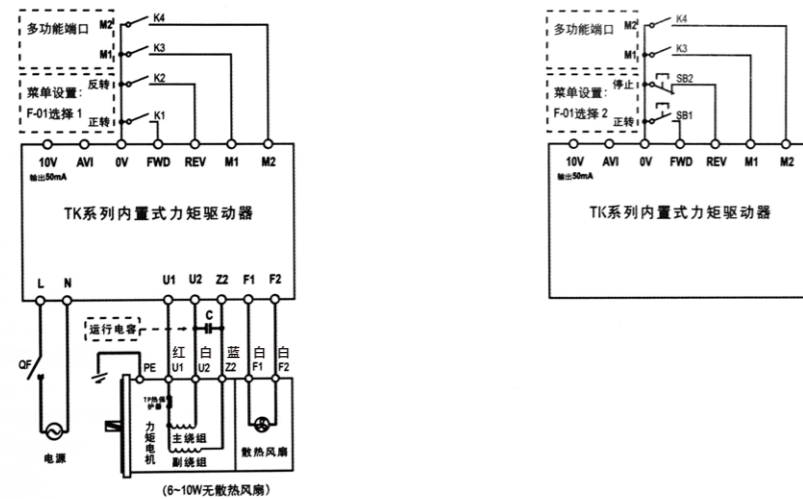 多功能端口
M2
K4
M1
K3
菜单设置：
F-01选择 1
反转
K2
正转
K1
10V AVI 0V FWD REV M1 M2
输出50mA
TK系列内置式力矩驱动器
L N U1 U2 Z2 F1 F2
运行电容
C
QF
红 白 蓝 白 白
PE U1 U2 Z2 F1 F2
TP热保
护器
力矩电机
主绕组
副绕组
散热风扇
电源
(6~10W无散热风扇)
多功能端口
M2
K4
M1
K3
菜单设置：
F-01选择 2
停止
SB2
正转
SB1
10V AVI 0V FWD REV M1 M2
输出50mA
TK系列内置式力矩驱动器